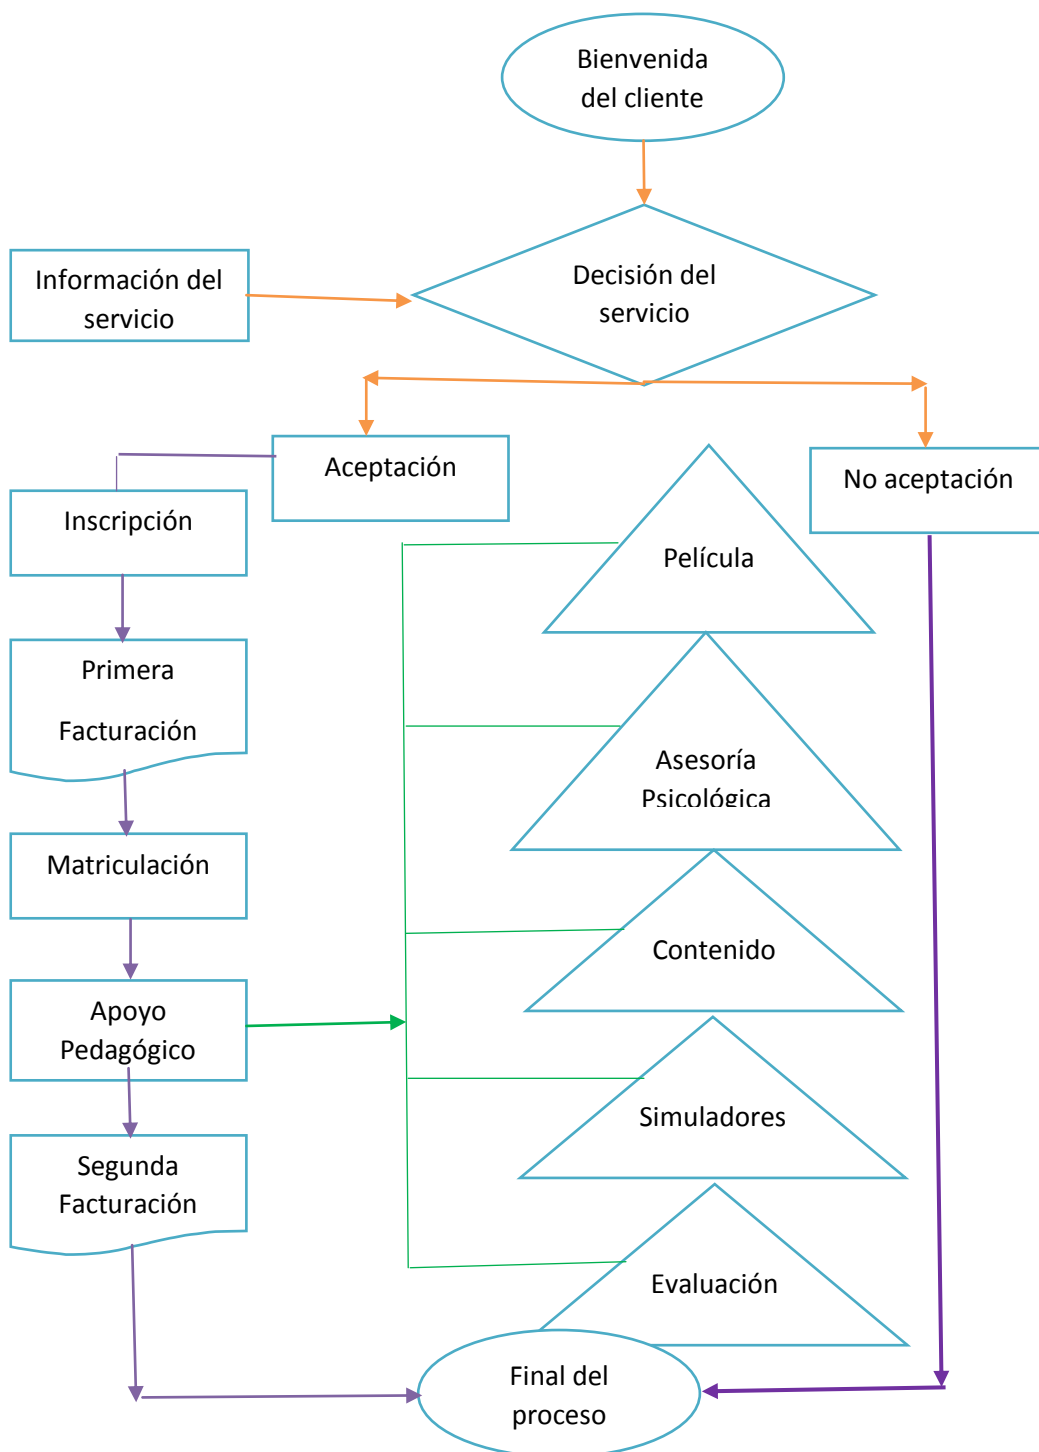 Bienvenida
del cliente
Información del
servicio
Decisión del
servicio
Aceptación
No aceptación
Inscripción
Película
Primera
Facturación
Asesoría
Psicológica
Matriculación
Contenido
Apoyo
Pedagógico
Simuladores
Segunda
Facturación
Evaluación
Final del
proceso